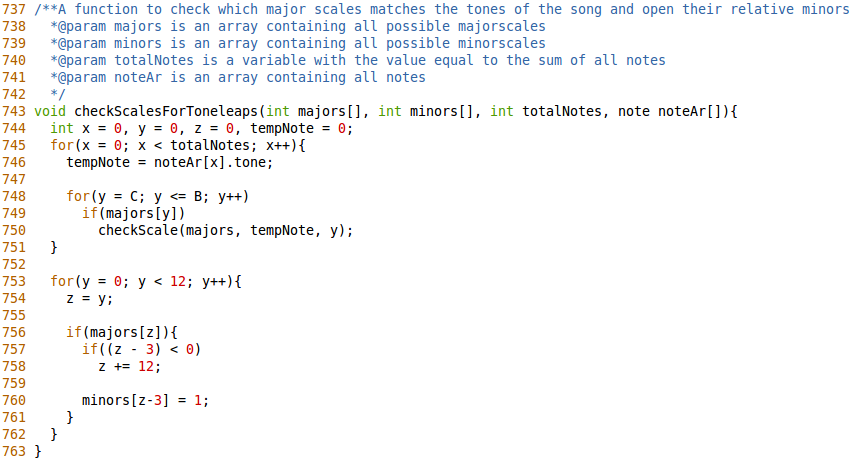 737 /**A function to check which major scales matches the tones of the song and open their relative minors
738   *@param majors is an array containing all possible majorscales
739   *@param minors is an array containing all possible minorscales
740   *@param totalNotes is a variable with the value equal to the sum of all notes
741   *@param noteAr is an array containing all notes
742   */
743 void checkScalesForToneleaps(int majors[], int minors[], int totalNotes, note noteAr[]){
744   int x = 0, y = 0, z = 0, tempNote = 0;
745   for(x = 0; x < totalNotes; x++){
746     tempNote = noteAr[x].tone;
747
748     for(y = C; y <= B; y++)
749       if(majors[y])
750         checkScale(majors, tempNote, y);
751   }
752
753   for(y = 0; y < 12; y++){
754     z = y;
755
756     if(majors[z]){
757       if((z - 3) < 0)
758         z += 12;
759
760       minors[z-3] = 1;
761     }
762   }
763 }